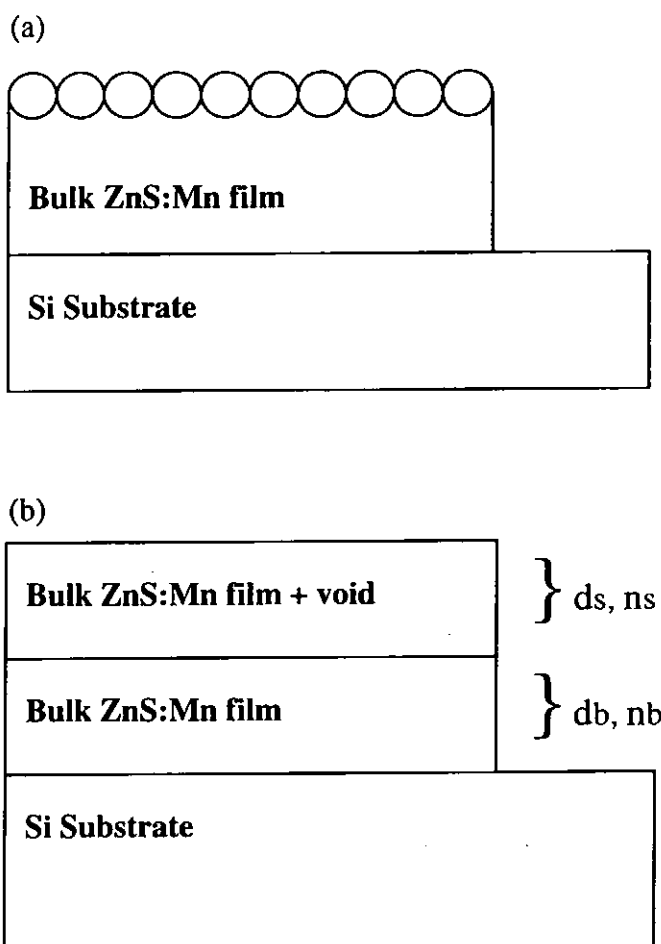 (a)
Bulk ZnS:Mn film
Si Substrate
(b)
Bulk ZnS:Mn film + void
} ds, ns
Bulk ZnS:Mn film
} db, nb
Si Substrate